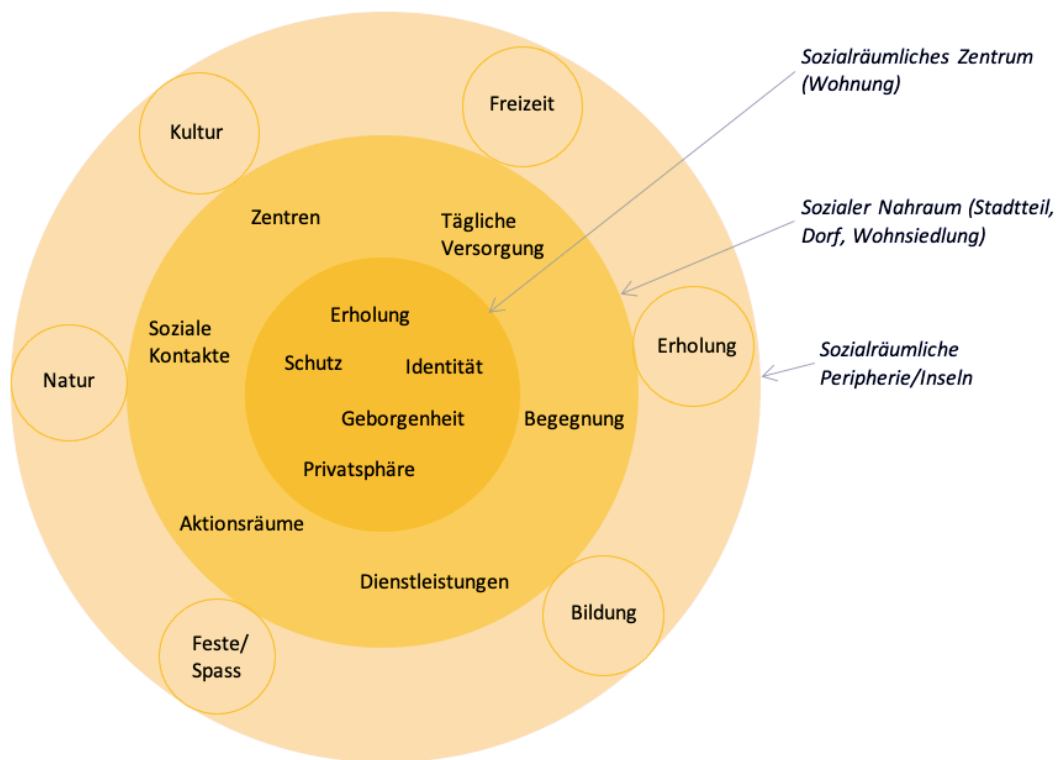 Sozialräumliches Zentrum
(Wohnung)
Freizeit
Kultur
Zentren
Tägliche
Versorgung
Sozialer Nahraum (Stadtteil,
Dorf, Wohnsiedlung)
Erholung
Soziale
Kontakte
Schutz
Identität
Erholung
Sozialräumliche
Peripherie/Inseln
Natur
Geborgenheit
Begegnung
Privatsphäre
Aktionsräume
Dienstleistungen
Bildung
Feste/
Spass